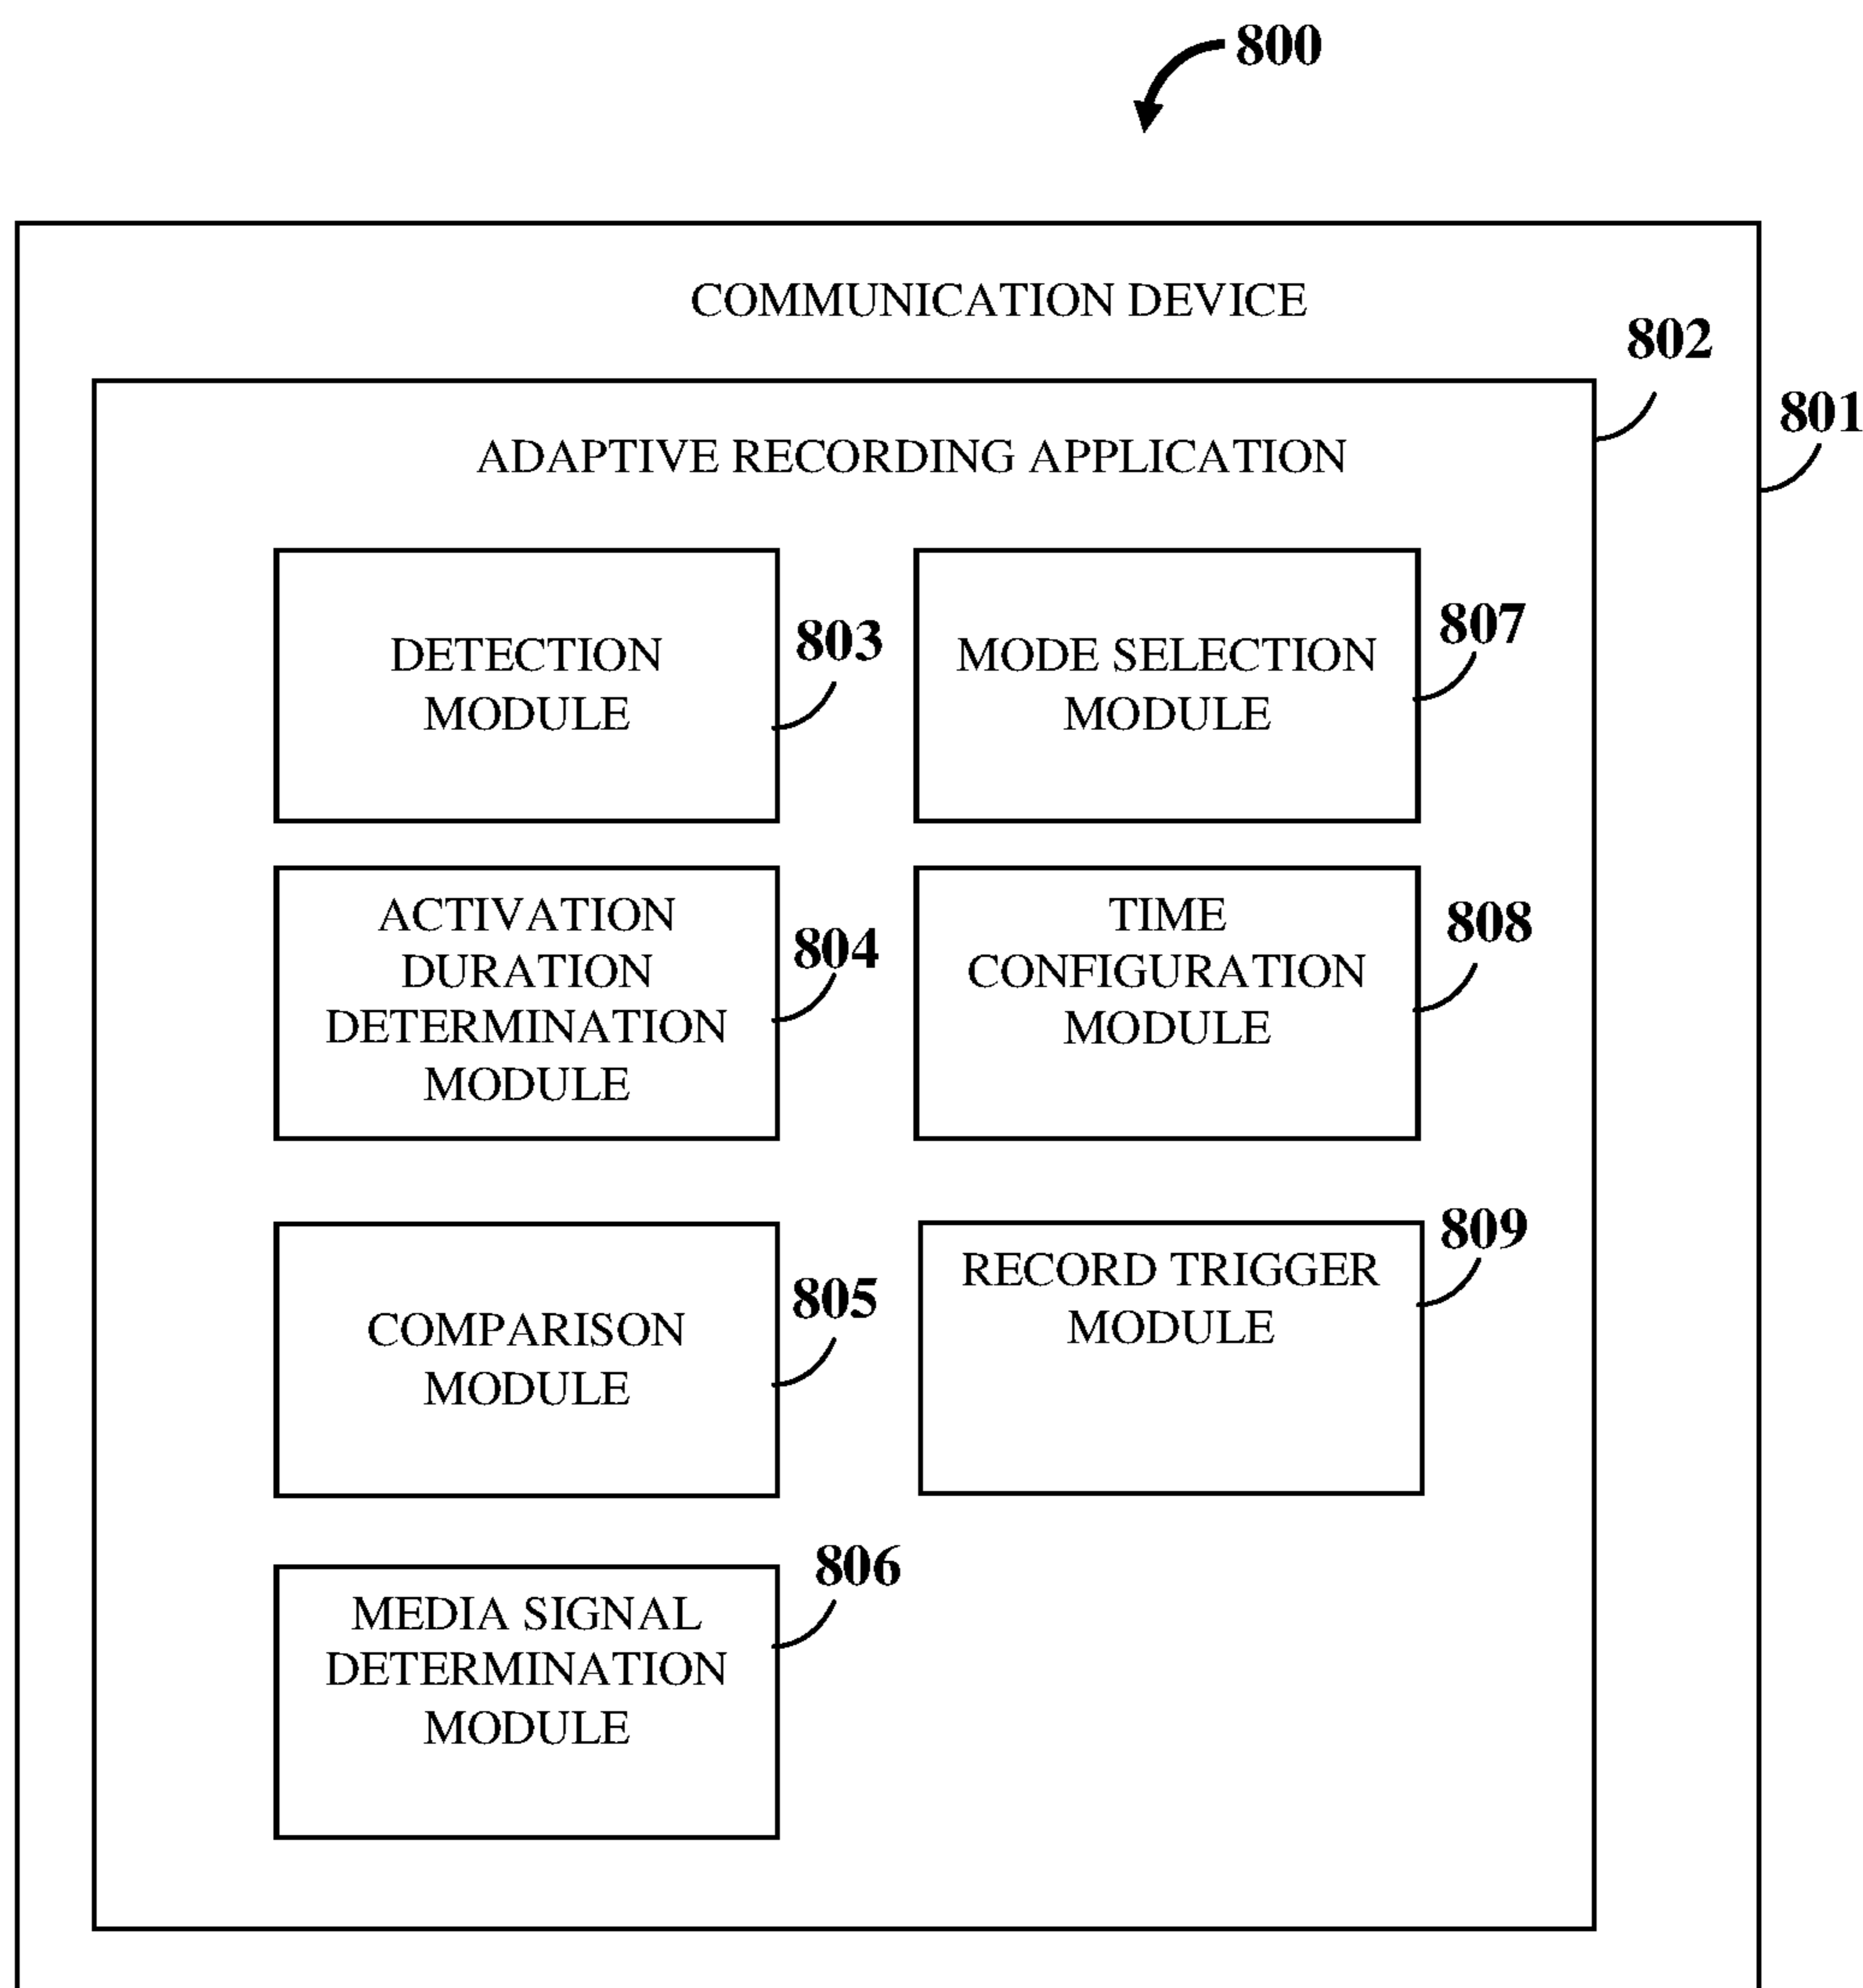 800
COMMUNICATION DEVICE
802
801
ADAPTIVE RECORDING APPLICATION
DETECTION
MODULE
803
MODE SELECTION
MODULE
807
ACTIVATION
DURATION
DETERMINATION
MODULE
804
TIME
CONFIGURATION
MODULE
808
COMPARISON
MODULE
805
RECORD TRIGGER
MODULE
809
MEDIA SIGNAL
DETERMINATION
MODULE
806